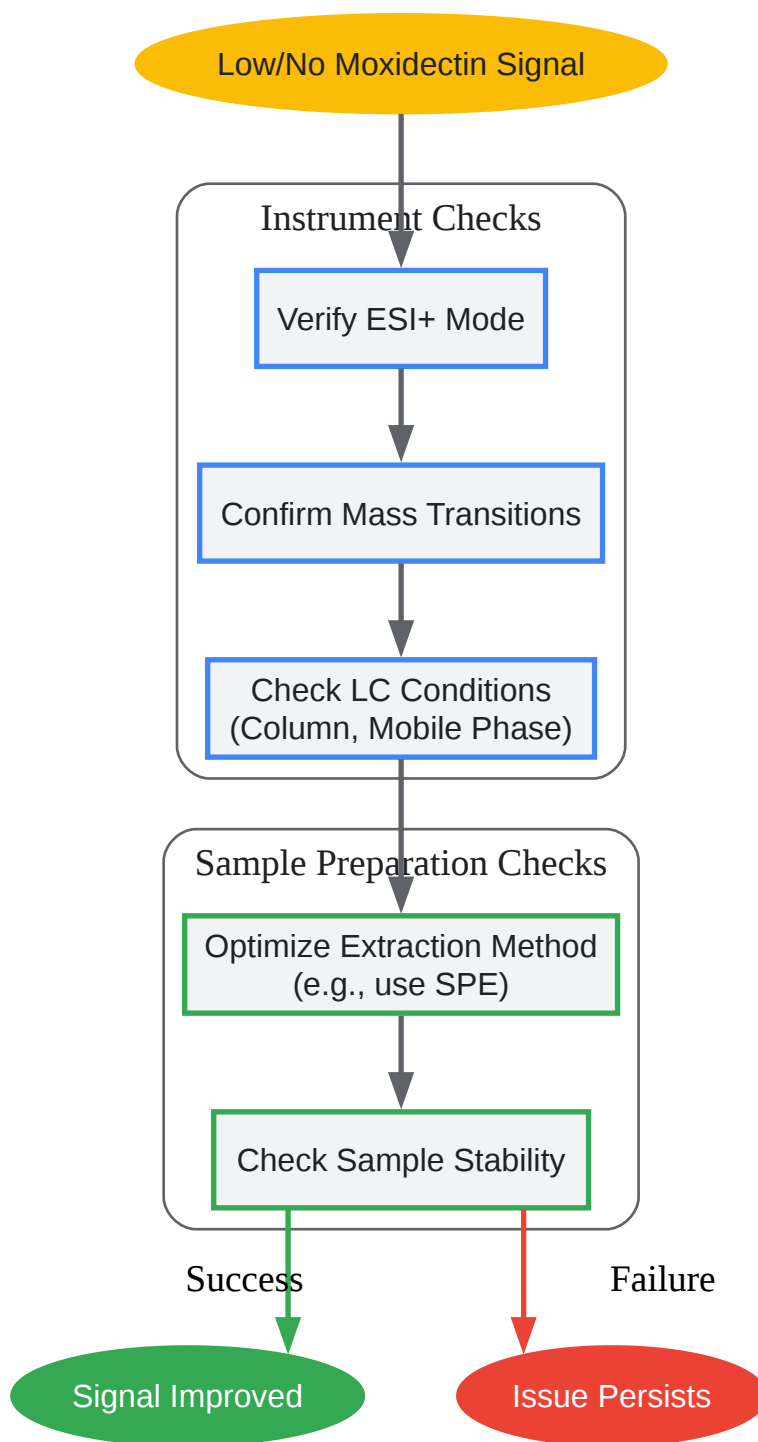 Low/No Moxidectin Signal
Instrument Checks
Verify ESI+ Mode
Confirm Mass Transitions
Check LC Conditions
(Column, Mobile Phase)
Sample Preparation Checks
Optimize Extraction Method
(e.g., use SPE)
Check Sample Stability
Success
Failure
Signal Improved
Issue Persists